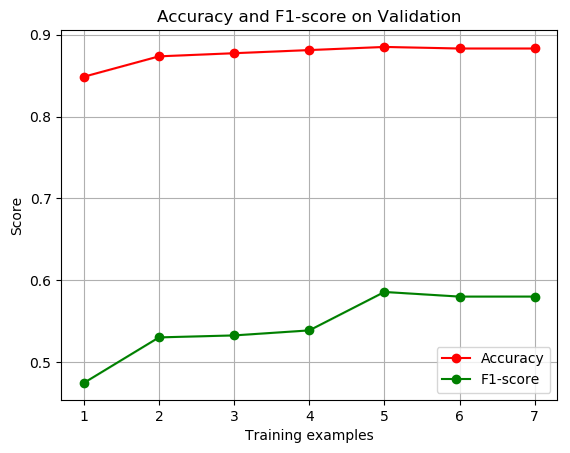 Accuracy and F1-score on Validation
Score
0.9
0.8
0.7
0.6
0.5
1 2 3 4 5 6 7
Training examples
Accuracy
F1-score